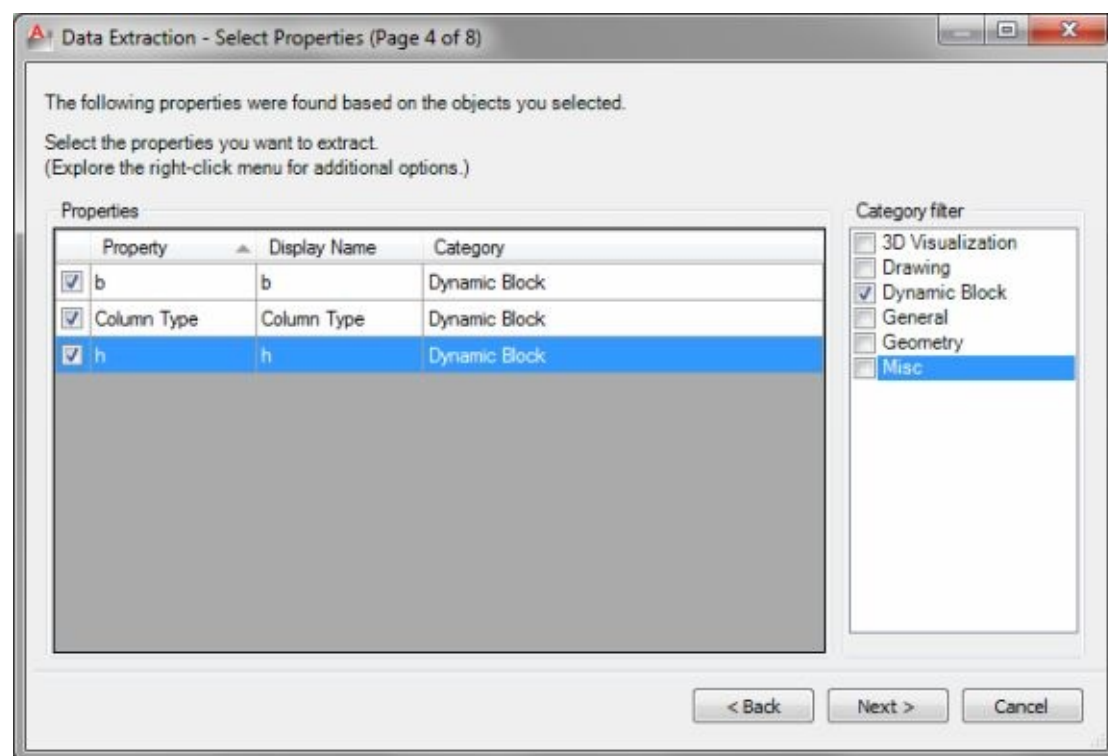 Data Extraction - Select Properties (Page 4 of 8)
The following properties were found based on the objects you selected.
Select the properties you want to extract.
(Explore the right-click menu for additional options.)
Properties
Property Display Name Category
b b Dynamic Block
Column Type Column Type Dynamic Block
h h Dynamic Block
Category filter
3D Visualization
Drawing
Dynamic Block
General
Geometry
Misc
< Back Next > Cancel